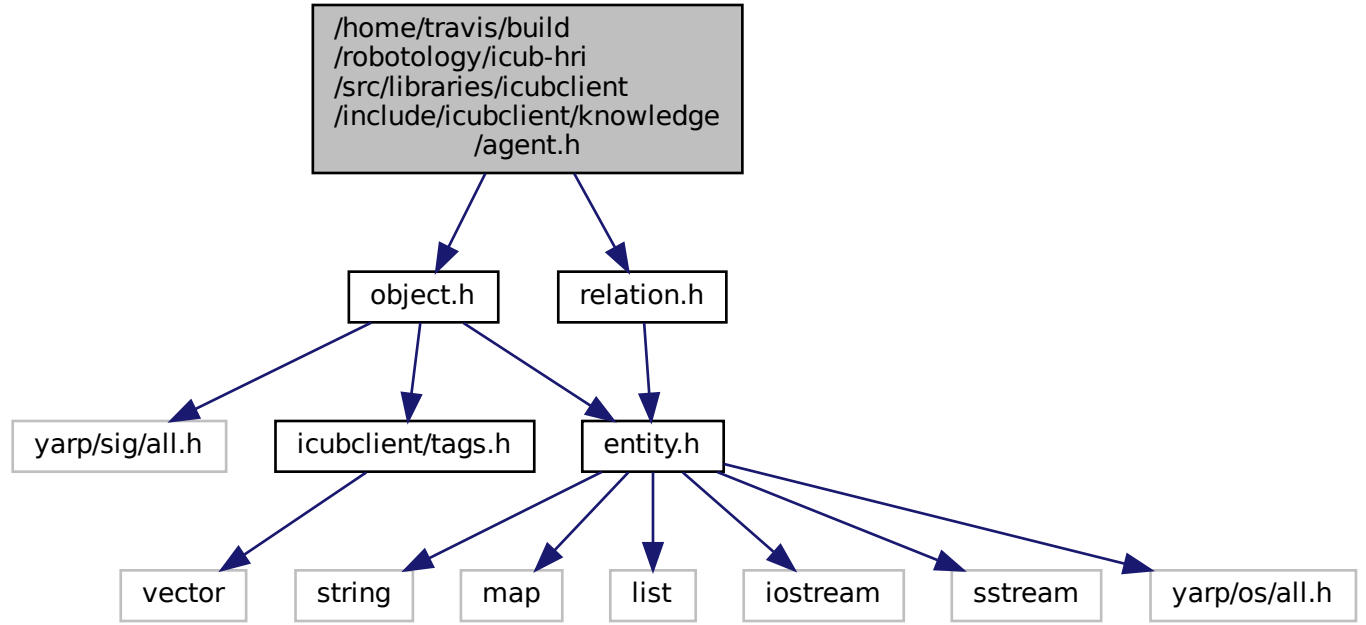 /home/travis/build
/robotology/icub-hri
/src/libraries/icubclient
/include/icubclient/knowledge
/agent.h
object.h
relation.h
yarp/sig/all.h
icubclient/tags.h
entity.h
vector
string
map
list
iostream
sstream
yarp/os/all.h